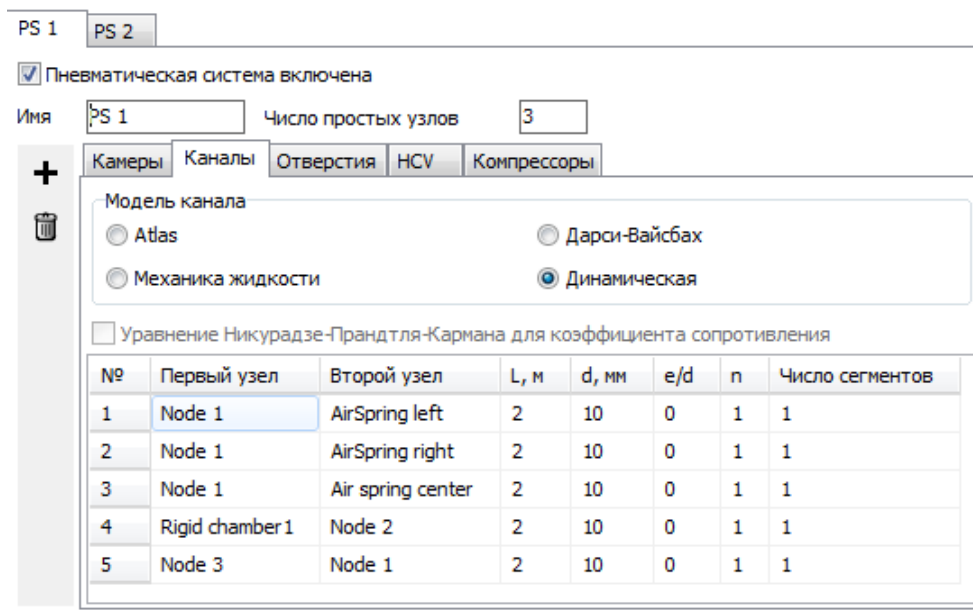 PS 1 PS 2
Пневматическая система включена
Имя PS 1 Число простых узлов 3
Камеры Каналы Отверстия HCV Компрессоры
Модель канала
Atlas Дарси-Вайсбах
Механика жидкости Динамическая
Уравнение Никурадзе-Прандтля-Кармана для коэффициента сопротивления
№ Первый узел Второй узел L, м d, мм e/d n Число сегментов
1 Node 1 AirSpring left 2 10 0 1 1
2 Node 1 AirSpring right 2 10 0 1 1
3 Node 1 Air spring center 2 10 0 1 1
4 Rigid chamber1 Node 2 2 10 0 1 1
5 Node 3 Node 1 2 10 0 1 1